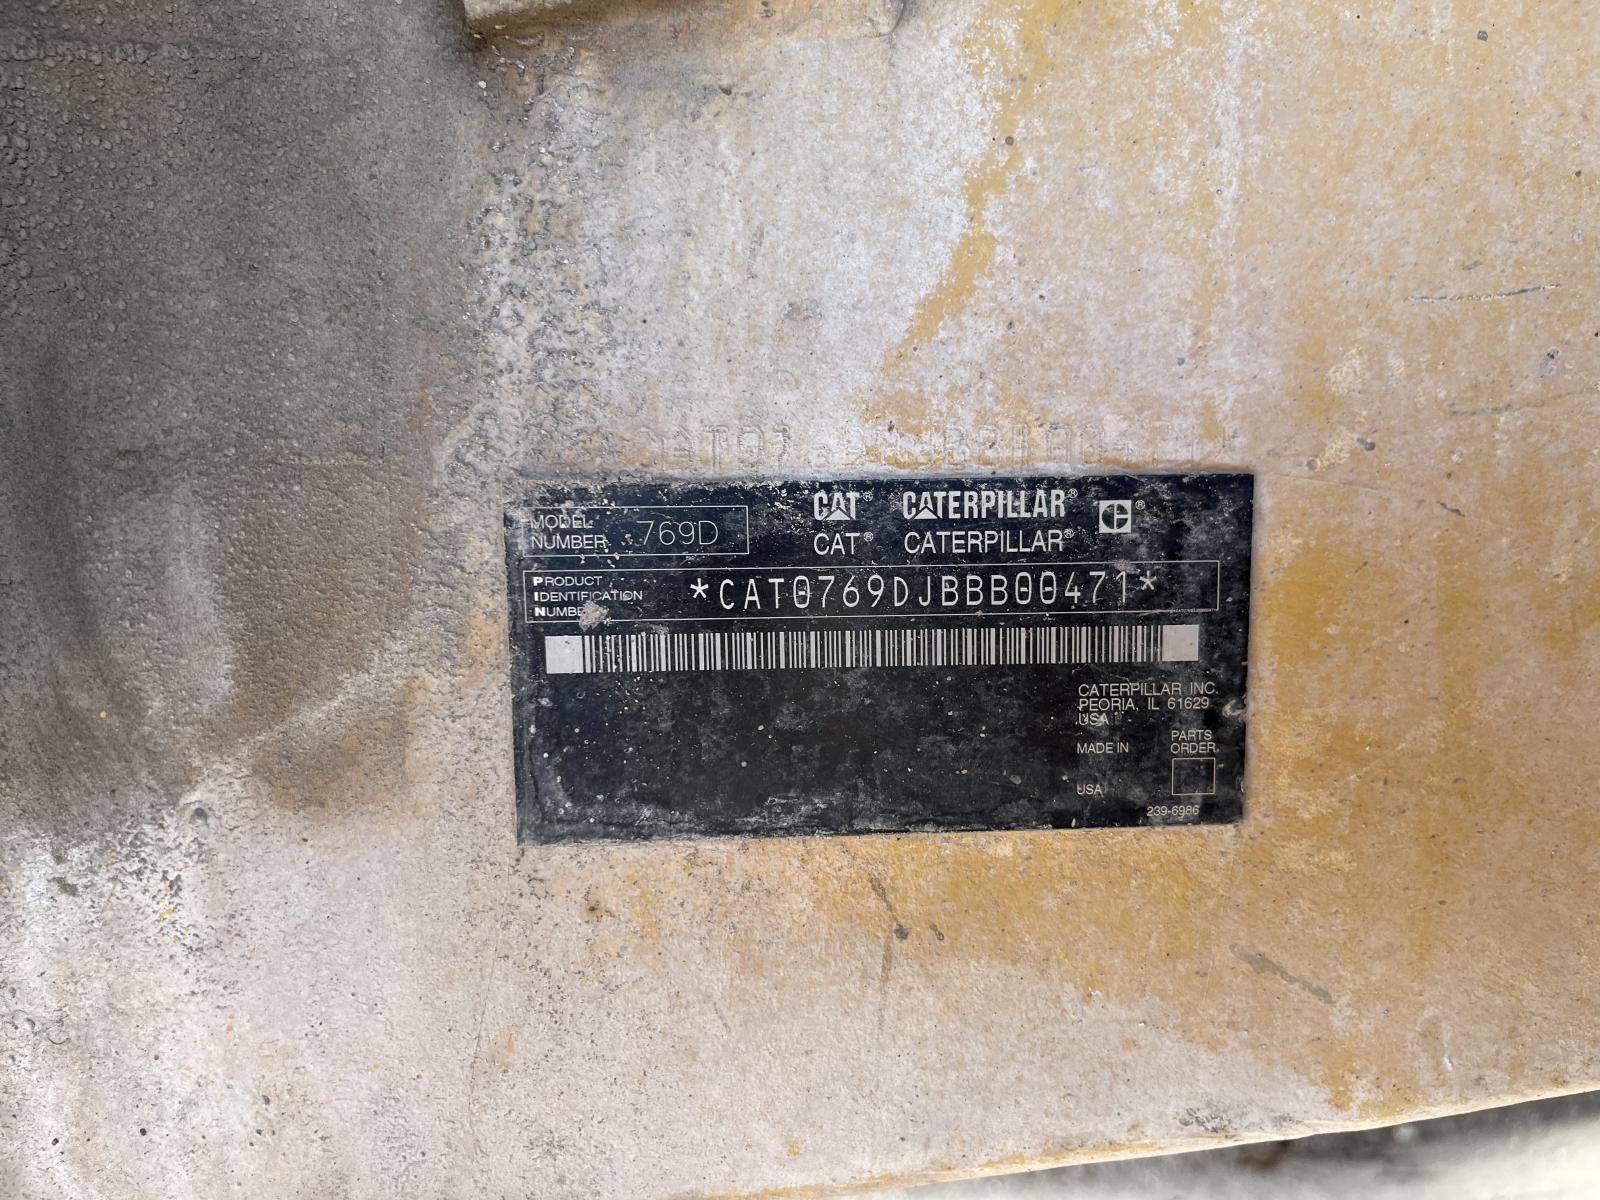 MODEL NUMBER 769D
CAT® CATERPILLAR® ®
CAT® CATERPILLAR®
PRODUCT
IDENTIFICATION
NUMBER
*CAT0769DJBBB00471*
CATERPILLAR INC.
PEORIA, IL 61629
USA
MADE IN
PARTS
ORDER
USA
239-6986